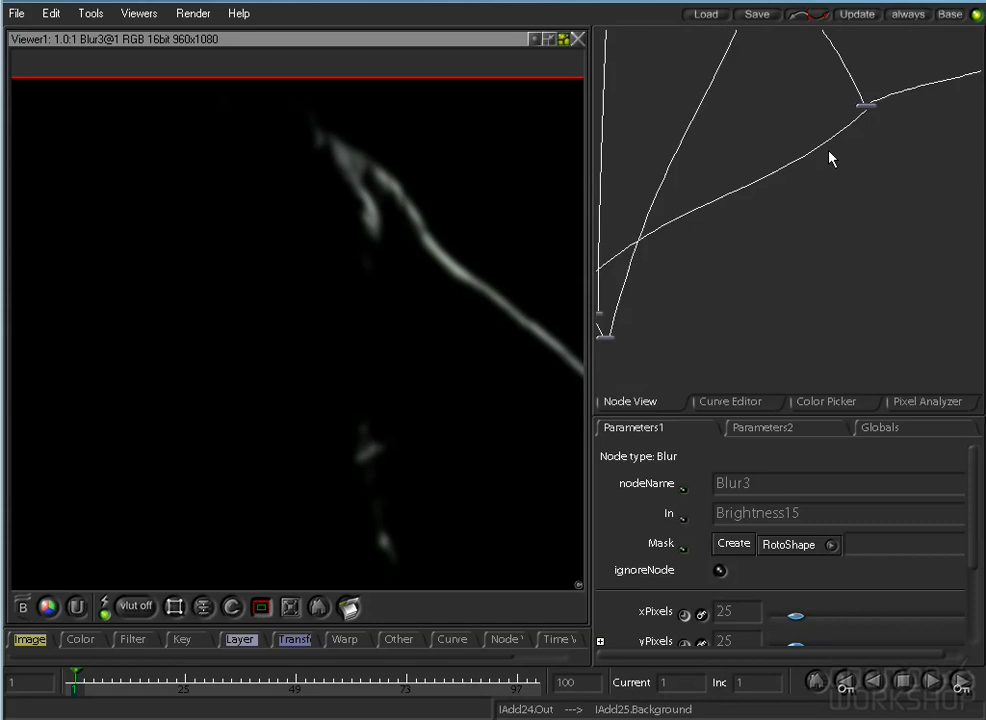 File Edit Tools Viewers Render Help Load Save Update always Base
Viewer1: 1.0:1 Blur3@1 RGB 16bit 960x1080
Node View Curve Editor Color Picker Pixel Analyzer
Parameters1 Parameters2 Globals
Node type: Blur
nodeName Blur3
In Brightness15
Mask Create RotoShape
ignoreNode
xPixels 25
yPixels 25
B U vlut off
Image Color Filter Key Layer Transf Warp Other Curve Node Time
1 1 25 49 73 97 100 Current 1 Inc 1
IAdd24.Out ---> IAdd25.Background
WORKSHOP